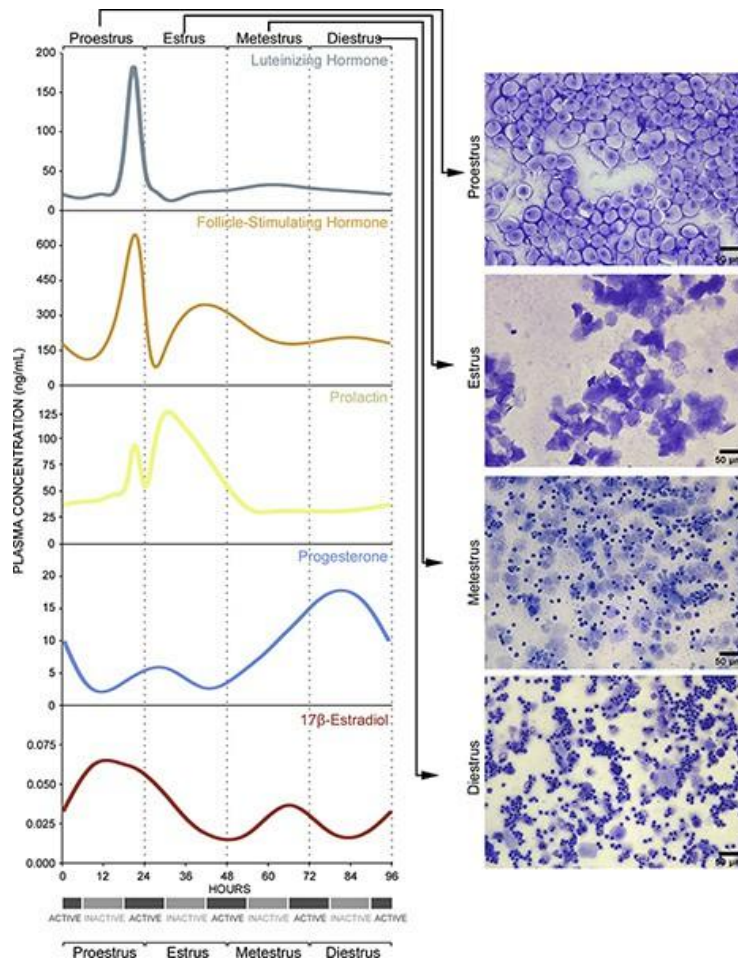 Proestrus Estrus Metestrus Diestrus
Luteinizing Hormone
200
150
100
50
0
Follicle-Stimulating Hormone
600
450
300
150
0
Prolactin
125
100
75
50
25
0
Progesterone
20
15
10
5
0
17β-Estradiol
0.075
0.050
0.025
0.000
PLASMA CONCENTRATION (ng/mL)
0 12 24 36 48 60 72 84 96
HOURS
ACTIVE INACTIVE ACTIVE INACTIVE ACTIVE INACTIVE ACTIVE INACTIVE ACTIVE
Proestrus Estrus Metestrus Diestrus
Proestrus
50 µm
Estrus
50 µm
Metestrus
50 µm
Diestrus
50 µm